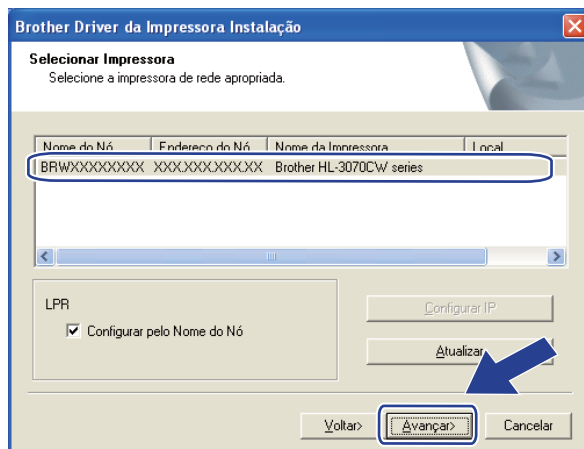 Brother Driver da Impressora Instalação
Selecionar Impressora
Selecione a impressora de rede apropriada.
Nome do Nó Endereço do Nó Nome da Impressora Local
BRWXXXXXXXX XXX.XXX.XXX.XX Brother HL-3070CW series
LPR
Configurar pelo Nome do Nó
Configurar IP
Atualizar
Voltar> Avançar> Cancelar